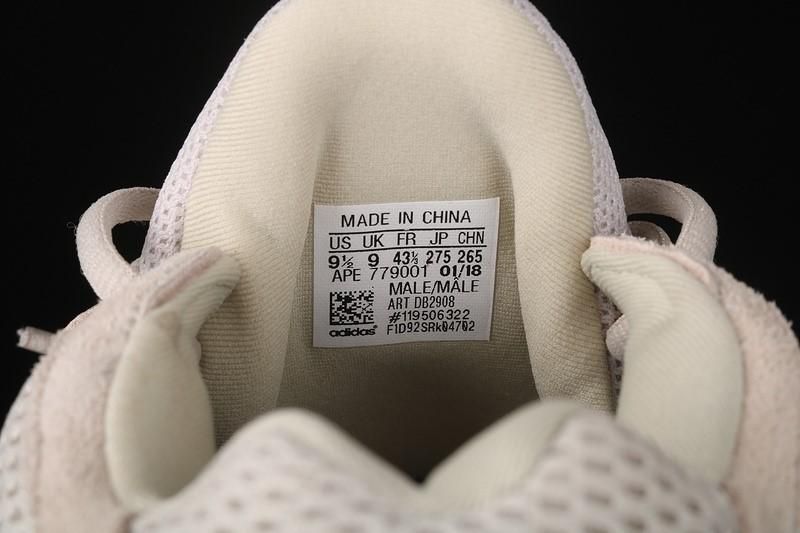 MADE IN CHINA
US UK FR JP CHN
9½ 9 43⅓ 275 265
APE 779001 01/18
MALE/MÂLE
ART DB2908
#119506322
F1D92SRk04702
adidas